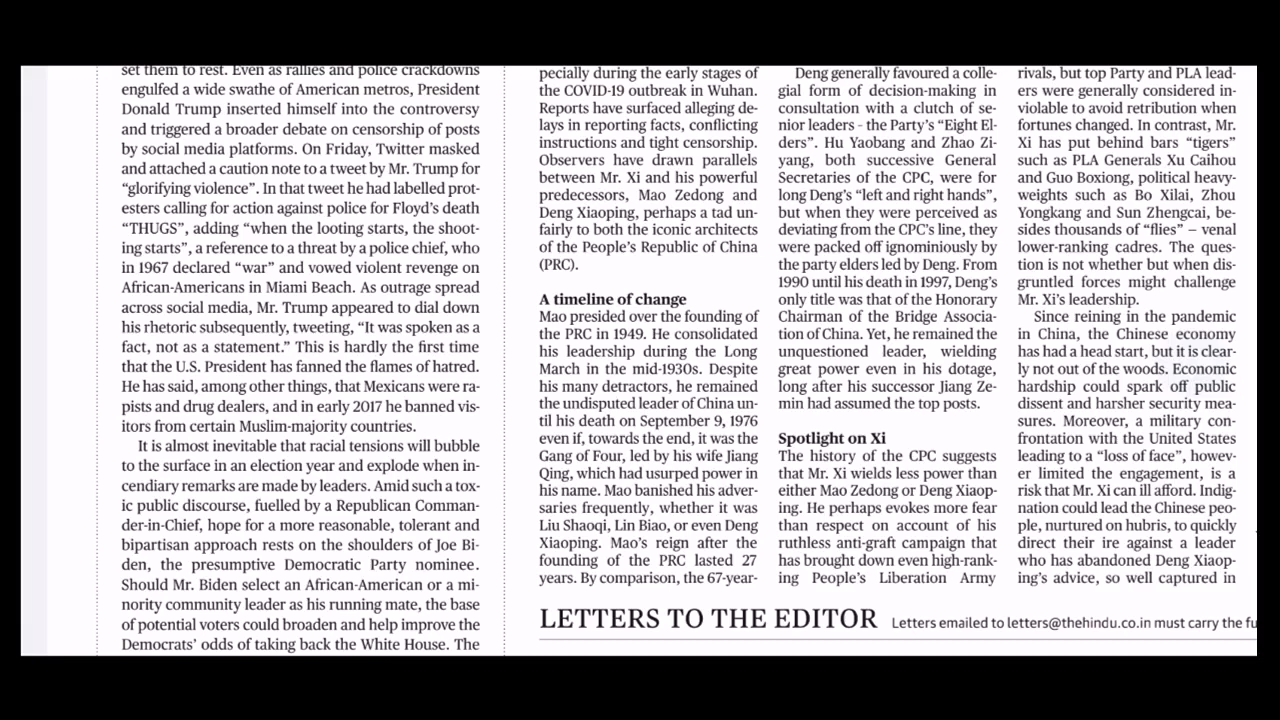 set them to rest. Even as rallies and police crackdowns
engulfed a wide swathe of American metros, President
Donald Trump inserted himself into the controversy
and triggered a broader debate on censorship of posts
by social media platforms. On Friday, Twitter masked
and attached a caution note to a tweet by Mr. Trump for
“glorifying violence”. In that tweet he had labelled prot-
esters calling for action against police for Floyd’s death
“THUGS”, adding “when the looting starts, the shoot-
ing starts”, a reference to a threat by a police chief, who
in 1967 declared “war” and vowed violent revenge on
African-Americans in Miami Beach. As outrage spread
across social media, Mr. Trump appeared to dial down
his rhetoric subsequently, tweeting, “It was spoken as a
fact, not as a statement.” This is hardly the first time
that the U.S. President has fanned the flames of hatred.
He has said, among other things, that Mexicans were ra-
pists and drug dealers, and in early 2017 he banned vis-
itors from certain Muslim-majority countries.
It is almost inevitable that racial tensions will bubble
to the surface in an election year and explode when in-
cendiary remarks are made by leaders. Amid such a tox-
ic public discourse, fuelled by a Republican Comman-
der-in-Chief, hope for a more reasonable, tolerant and
bipartisan approach rests on the shoulders of Joe Bi-
den, the presumptive Democratic Party nominee.
Should Mr. Biden select an African-American or a mi-
nority community leader as his running mate, the base
of potential voters could broaden and help improve the
Democrats’ odds of taking back the White House. The
pecially during the early stages of
the COVID-19 outbreak in Wuhan.
Reports have surfaced alleging de-
lays in reporting facts, conflicting
instructions and tight censorship.
Observers have drawn parallels
between Mr. Xi and his powerful
predecessors, Mao Zedong and
Deng Xiaoping, perhaps a tad un-
fairly to both the iconic architects
of the People’s Republic of China
(PRC).
A timeline of change
Mao presided over the founding of
the PRC in 1949. He consolidated
his leadership during the Long
March in the mid-1930s. Despite
his many detractors, he remained
the undisputed leader of China un-
til his death on September 9, 1976
even if, towards the end, it was the
Gang of Four, led by his wife Jiang
Qing, which had usurped power in
his name. Mao banished his adver-
saries frequently, whether it was
Liu Shaoqi, Lin Biao, or even Deng
Xiaoping. Mao’s reign after the
founding of the PRC lasted 27
years. By comparison, the 67-year-
Deng generally favoured a colle-
gial form of decision-making in
consultation with a clutch of se-
nior leaders - the Party’s “Eight El-
ders”. Hu Yaobang and Zhao Zi-
yang, both successive General
Secretaries of the CPC, were for
long Deng’s “left and right hands”,
but when they were perceived as
deviating from the CPC’s line, they
were packed off ignominiously by
the party elders led by Deng. From
1990 until his death in 1997, Deng’s
only title was that of the Honorary
Chairman of the Bridge Associa-
tion of China. Yet, he remained the
unquestioned leader, wielding
great power even in his dotage,
long after his successor Jiang Ze-
min had assumed the top posts.
Spotlight on Xi
The history of the CPC suggests
that Mr. Xi wields less power than
either Mao Zedong or Deng Xiaop-
ing. He perhaps evokes more fear
than respect on account of his
ruthless anti-graft campaign that
has brought down even high-rank-
ing People’s Liberation Army
rivals, but top Party and PLA lead-
ers were generally considered in-
violable to avoid retribution when
fortunes changed. In contrast, Mr.
Xi has put behind bars “tigers”
such as PLA Generals Xu Caihou
and Guo Boxiong, political heavy-
weights such as Bo Xilai, Zhou
Yongkang and Sun Zhengcai, be-
sides thousands of “flies” – venal
lower-ranking cadres. The ques-
tion is not whether but when dis-
gruntled forces might challenge
Mr. Xi’s leadership.
Since reining in the pandemic
in China, the Chinese economy
has had a head start, but it is clear-
ly not out of the woods. Economic
hardship could spark off public
dissent and harsher security mea-
sures. Moreover, a military con-
frontation with the United States
leading to a “loss of face”, howev-
er limited the engagement, is a
risk that Mr. Xi can ill afford. Indig-
nation could lead the Chinese peo-
ple, nurtured on hubris, to quickly
direct their ire against a leader
who has abandoned Deng Xiaop-
ing’s advice, so well captured in
LETTERS TO THE EDITOR Letters emailed to letters@thehindu.co.in must carry the fu